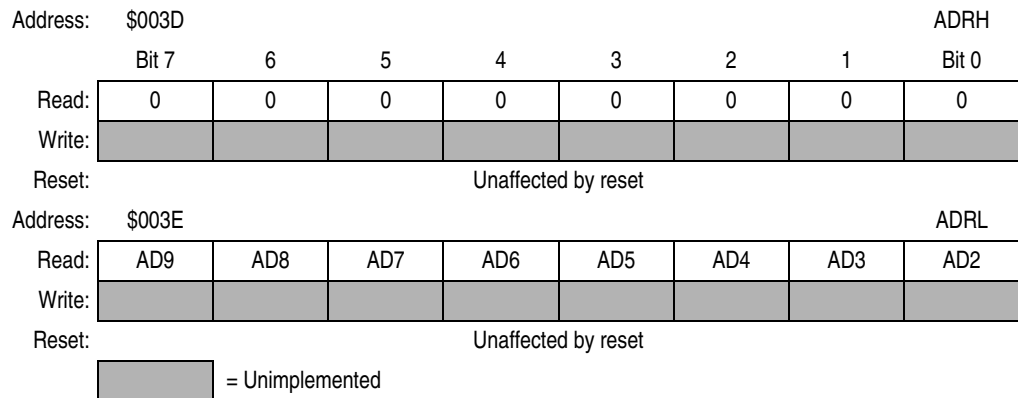 Address: $003D ADRH
Bit 7 6 5 4 3 2 1 Bit 0
Read: 0 0 0 0 0 0 0 0
Write:
Reset: Unaffected by reset
Address: $003E ADRL
Read: AD9 AD8 AD7 AD6 AD5 AD4 AD3 AD2
Write:
Reset: Unaffected by reset
= Unimplemented